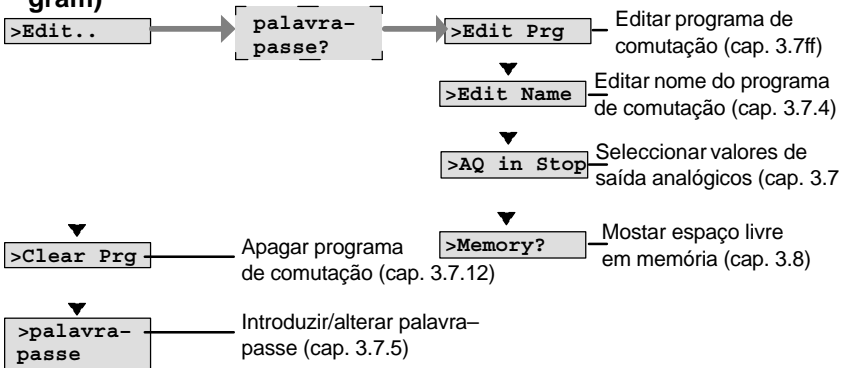 gram)
>Edit..
palavra–
passe?
>Edit Prg
Editar programa de
comutação (cap. 3.7ff)
>Edit Name
Editar nome do programa
de comutação (cap. 3.7.4)
>AQ in Stop
Seleccionar valores de
saída analógicos (cap. 3.7
>Memory?
Mostar espaço livre
em memória (cap. 3.8)
>Clear Prg
Apagar programa
de comutação (cap. 3.7.12)
>palavra–
passe
Introduzir/alterar palavra–
passe (cap. 3.7.5)